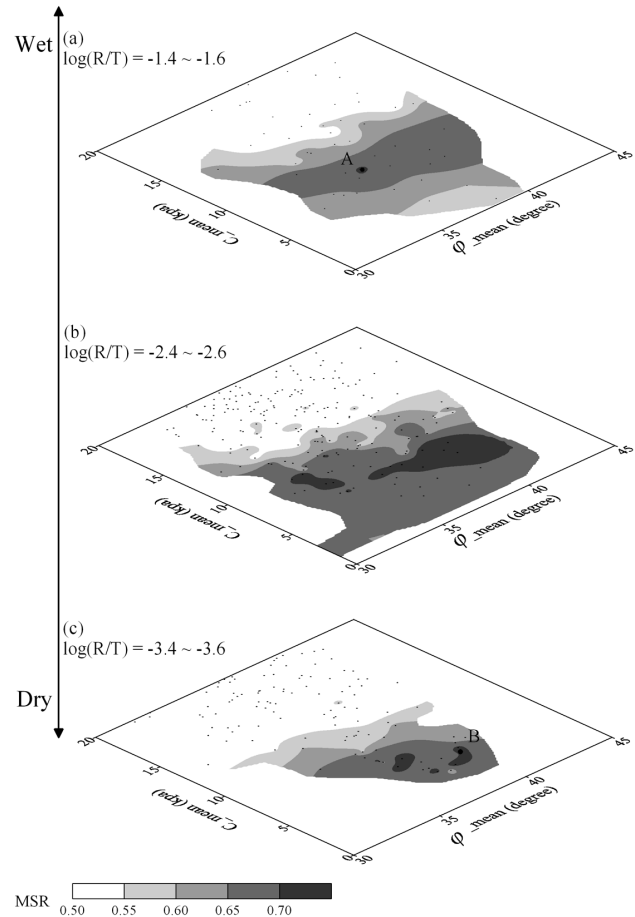 Wet
(a)
log(R/T) = -1.4 ~ -1.6
A
20
15
10
5
0
30
35
40
45
C_mean (kpa)
φ_mean (degree)
(b)
log(R/T) = -2.4 ~ -2.6
20
15
10
5
0
30
35
40
45
C_mean (kpa)
φ_mean (degree)
(c)
log(R/T) = -3.4 ~ -3.6
Dry
B
20
15
10
5
0
30
35
40
45
C_mean (kpa)
φ_mean (degree)
MSR
0.50 0.55 0.60 0.65 0.70